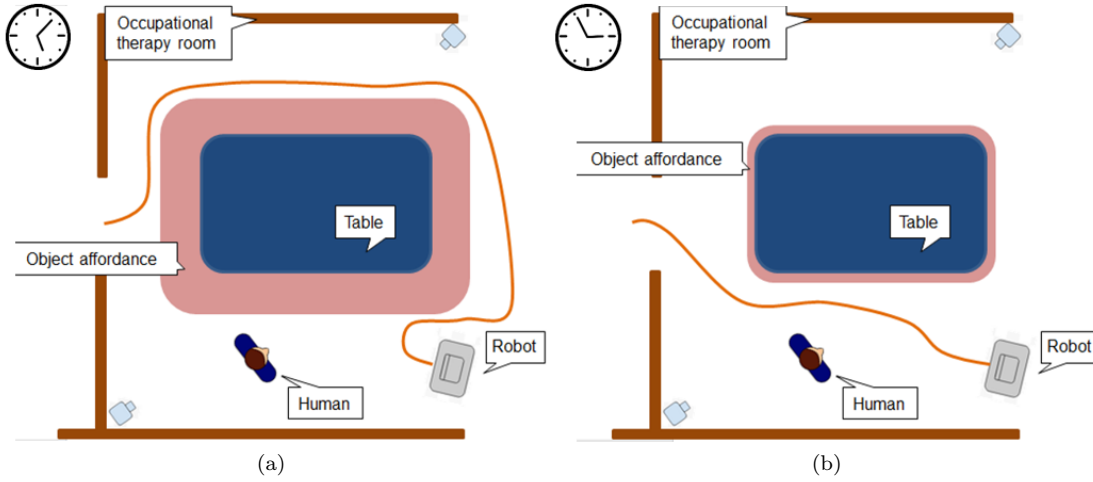 Occupational
therapy room
Table
Object affordance
Robot
Human
(a)
Occupational
therapy room
Object affordance
Table
Robot
Human
(b)